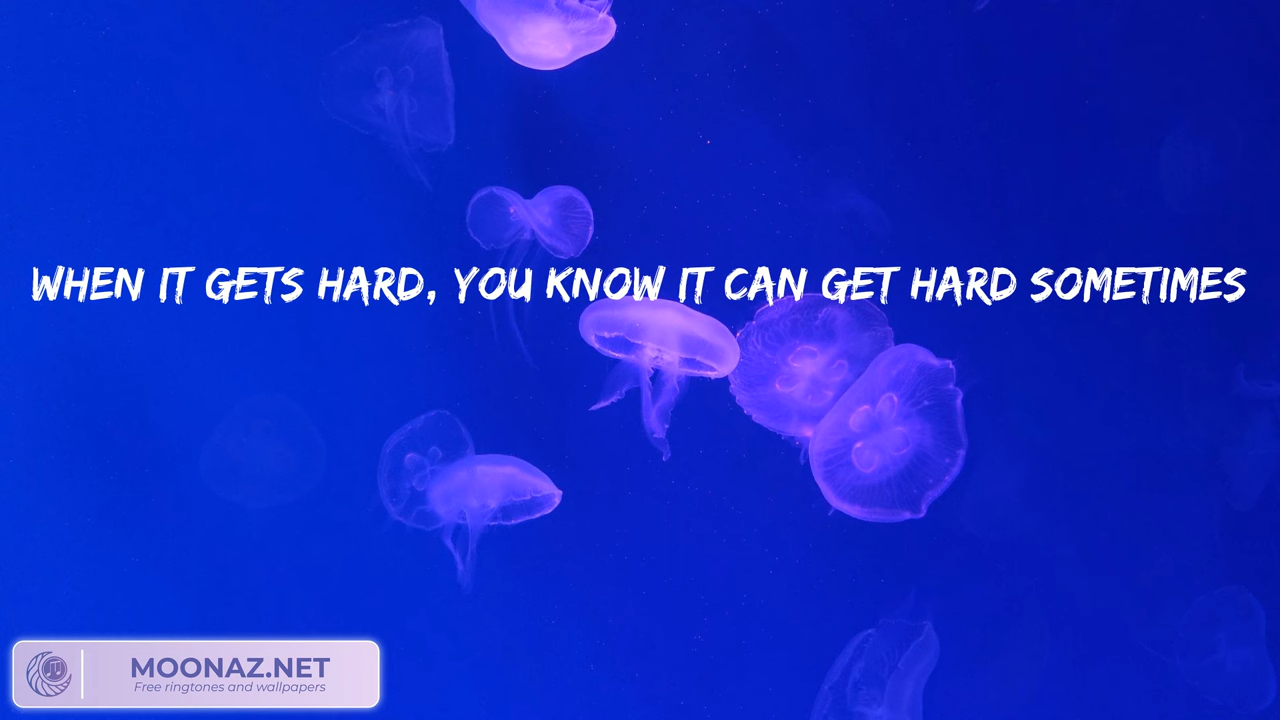 WHEN IT GETS HARD, YOU KNOW IT CAN GET HARD SOMETIMES
MOONAZ.NET
Free ringtones and wallpapers